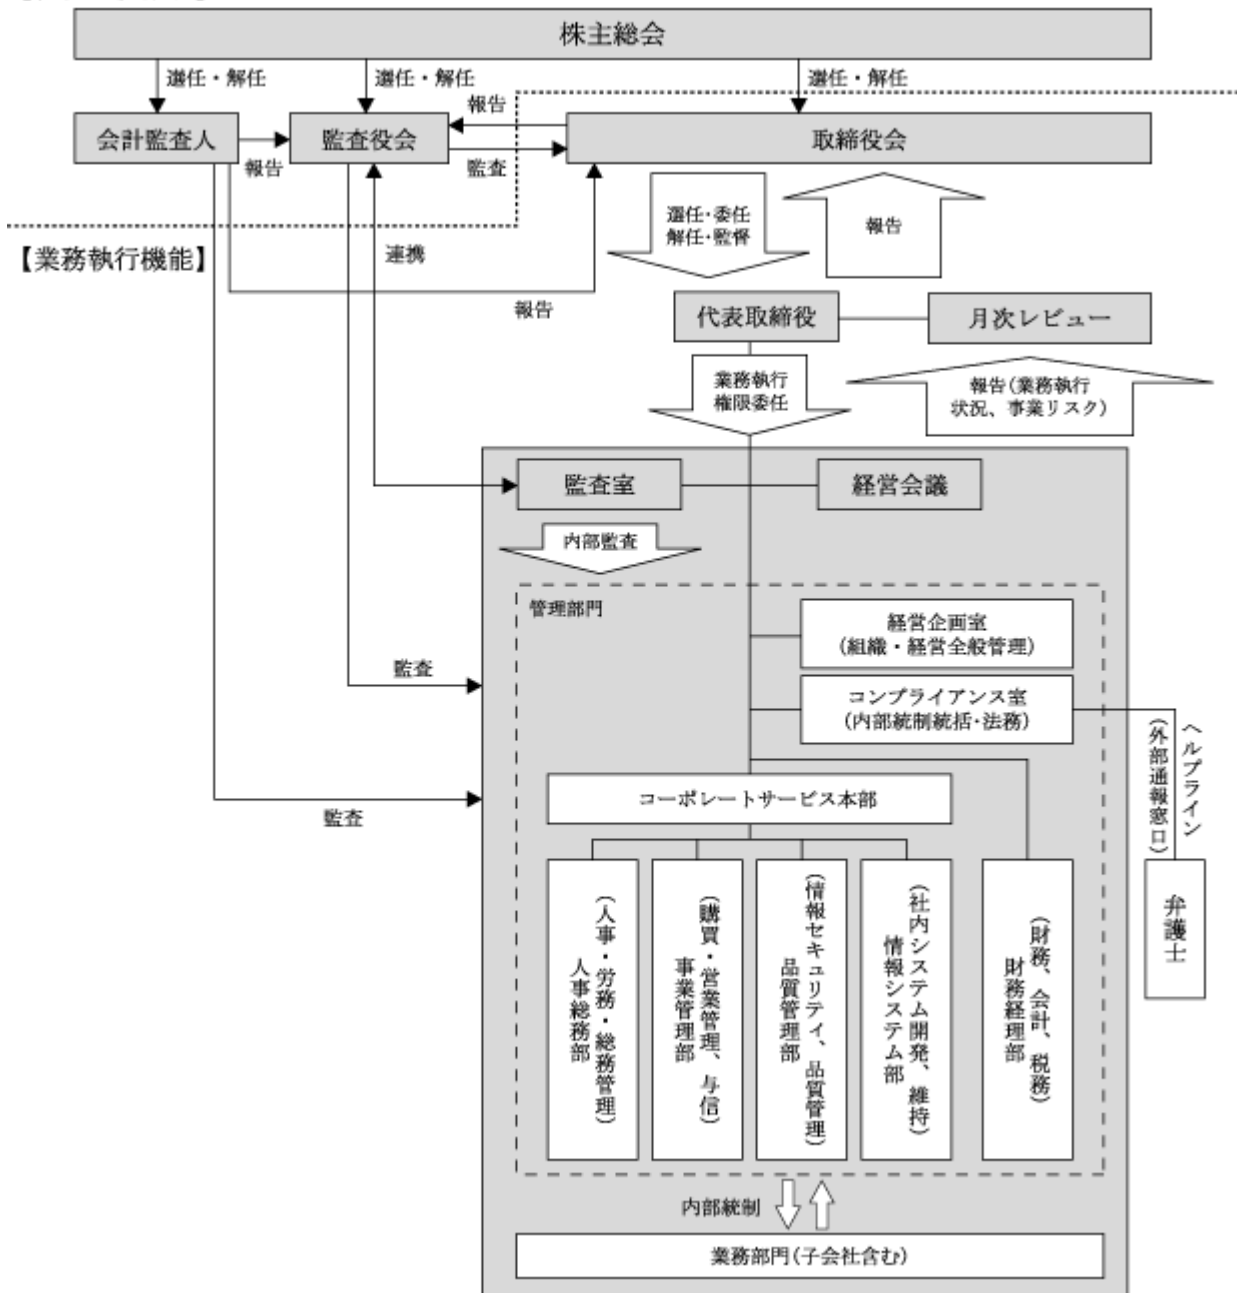 株主総会
選任・解任
選任・解任
選任・解任
報告
会計監査人
監査役会
取締役会
報告
監査
選任・委任
解任・監督
報告
【業務執行機能】
連携
報告
代表取締役
月次レビュー
業務執行
権限委任
報告(業務執行
状況、事業リスク)
監査室
経営会議
内部監査
管理部門
経営企画室
(組織・経営全般管理)
監査
コンプライアンス室
(内部統制統括・法務)
ヘルプライン
(外部通報窓口)
コーポレートサービス本部
監査
人事総務部
(人事・労務・総務管理)
事業管理部
(購買・営業管理、与信)
品質管理部
(情報セキュリティ、品質管理)
情報システム部
(社内システム開発、維持)
財務経理部
(財務、会計、税務)
弁護士
内部統制
業務部門(子会社含む)